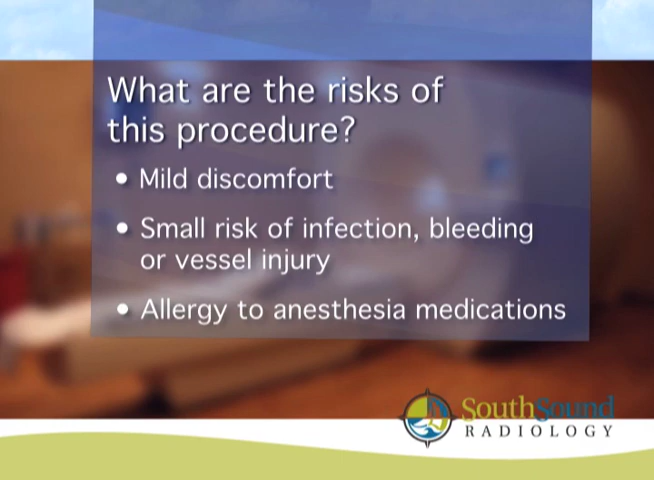 What are the risks of
this procedure?
• Mild discomfort
• Small risk of infection, bleeding
or vessel injury
• Allergy to anesthesia medications
SouthSound
RADIOLOGY